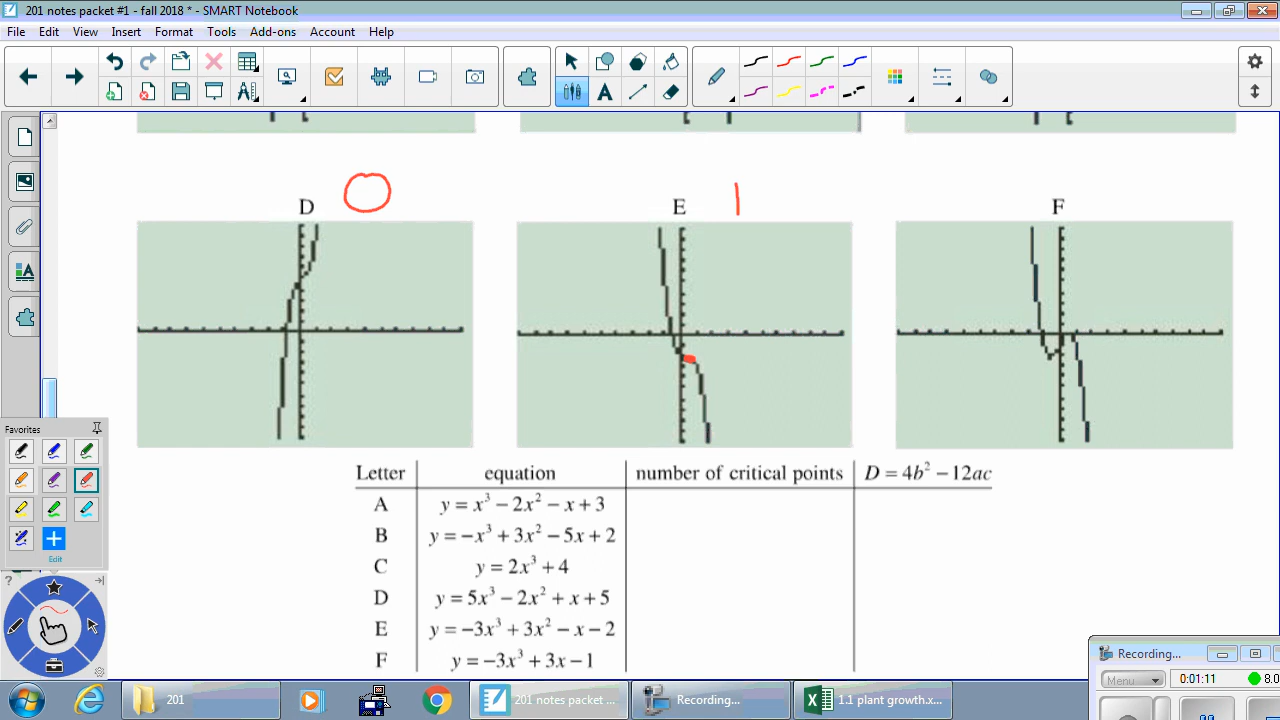 201 notes packet #1 - fall 2018 * - SMART Notebook
File Edit View Insert Format Tools Add-ons Account Help
D
E
F
Favorites
Edit
?
Letter equation number of critical points D = 4b² − 12ac
A y = x³ − 2x² − x + 3
B y = −x³ + 3x² − 5x + 2
C y = 2x³ + 4
D y = 5x³ − 2x² + x + 5
E y = −3x³ + 3x² − x − 2
F y = −3x³ + 3x − 1
Recording...
Menu 0:01:11 8.0
201 201 notes packet ... Recording... 1.1 plant growth.x...